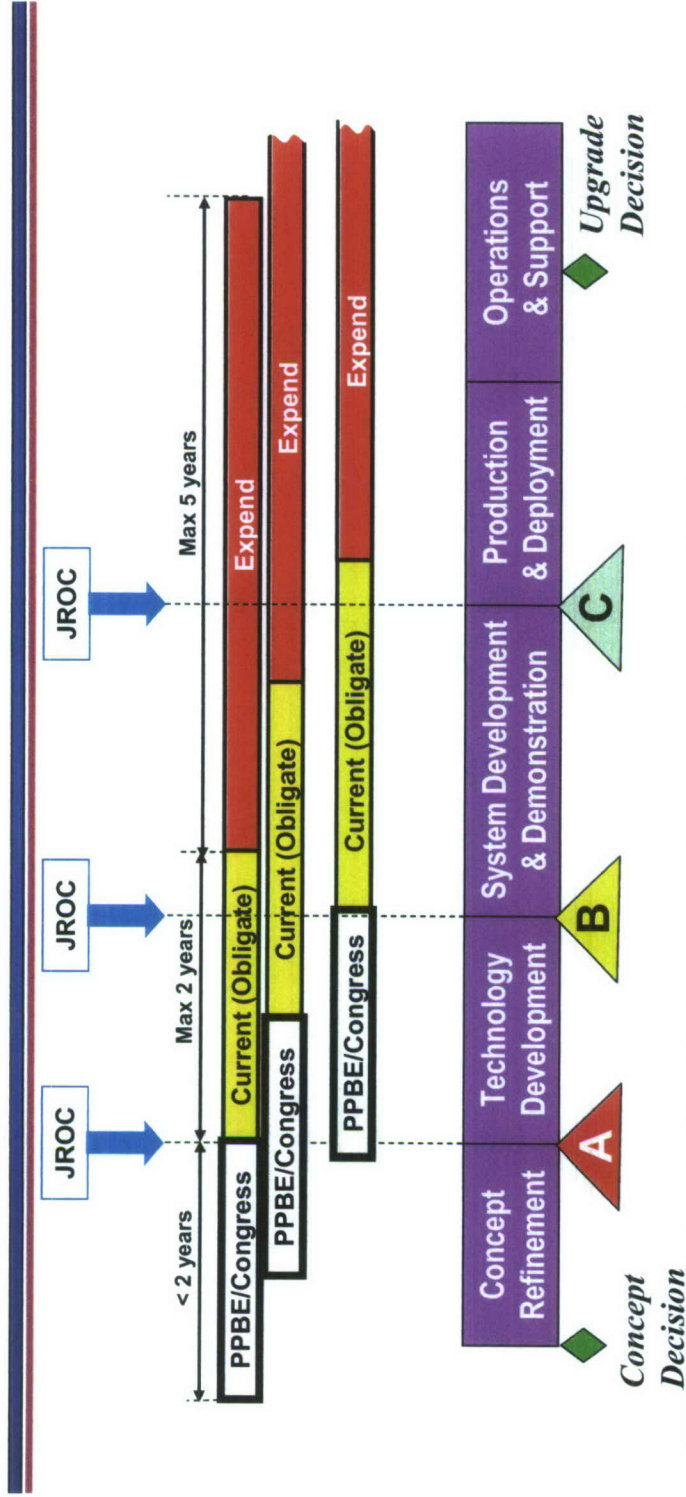 JROC
JROC
JROC
< 2 years
Max 2 years
Max 5 years
PPBE/Congress
Current (Obligate)
Expend
PPBE/Congress
Current (Obligate)
Expend
PPBE/Congress
Current (Obligate)
Expend
Concept
Refinement
Technology
Development
System Development
& Demonstration
Production
& Deployment
Operations
& Support
A
B
C
Concept
Decision
Upgrade
Decision